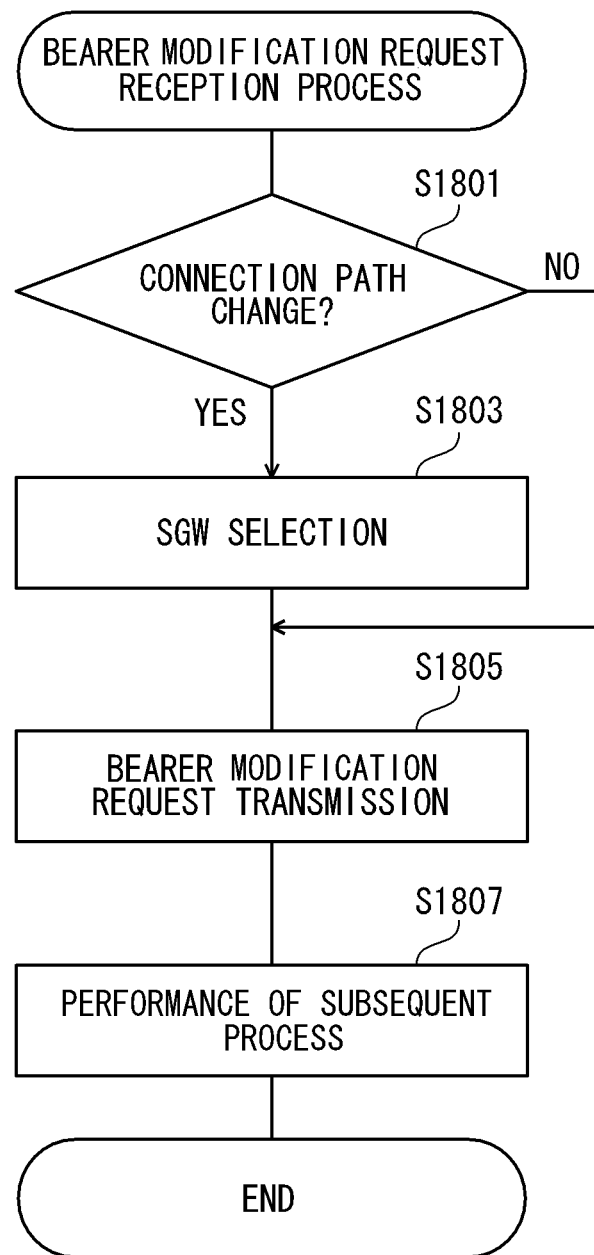 BEARER MODIFICATION REQUEST
RECEPTION PROCESS
S1801
CONNECTION PATH
CHANGE?
NO
YES
S1803
SGW SELECTION
S1805
BEARER MODIFICATION
REQUEST TRANSMISSION
S1807
PERFORMANCE OF SUBSEQUENT
PROCESS
END